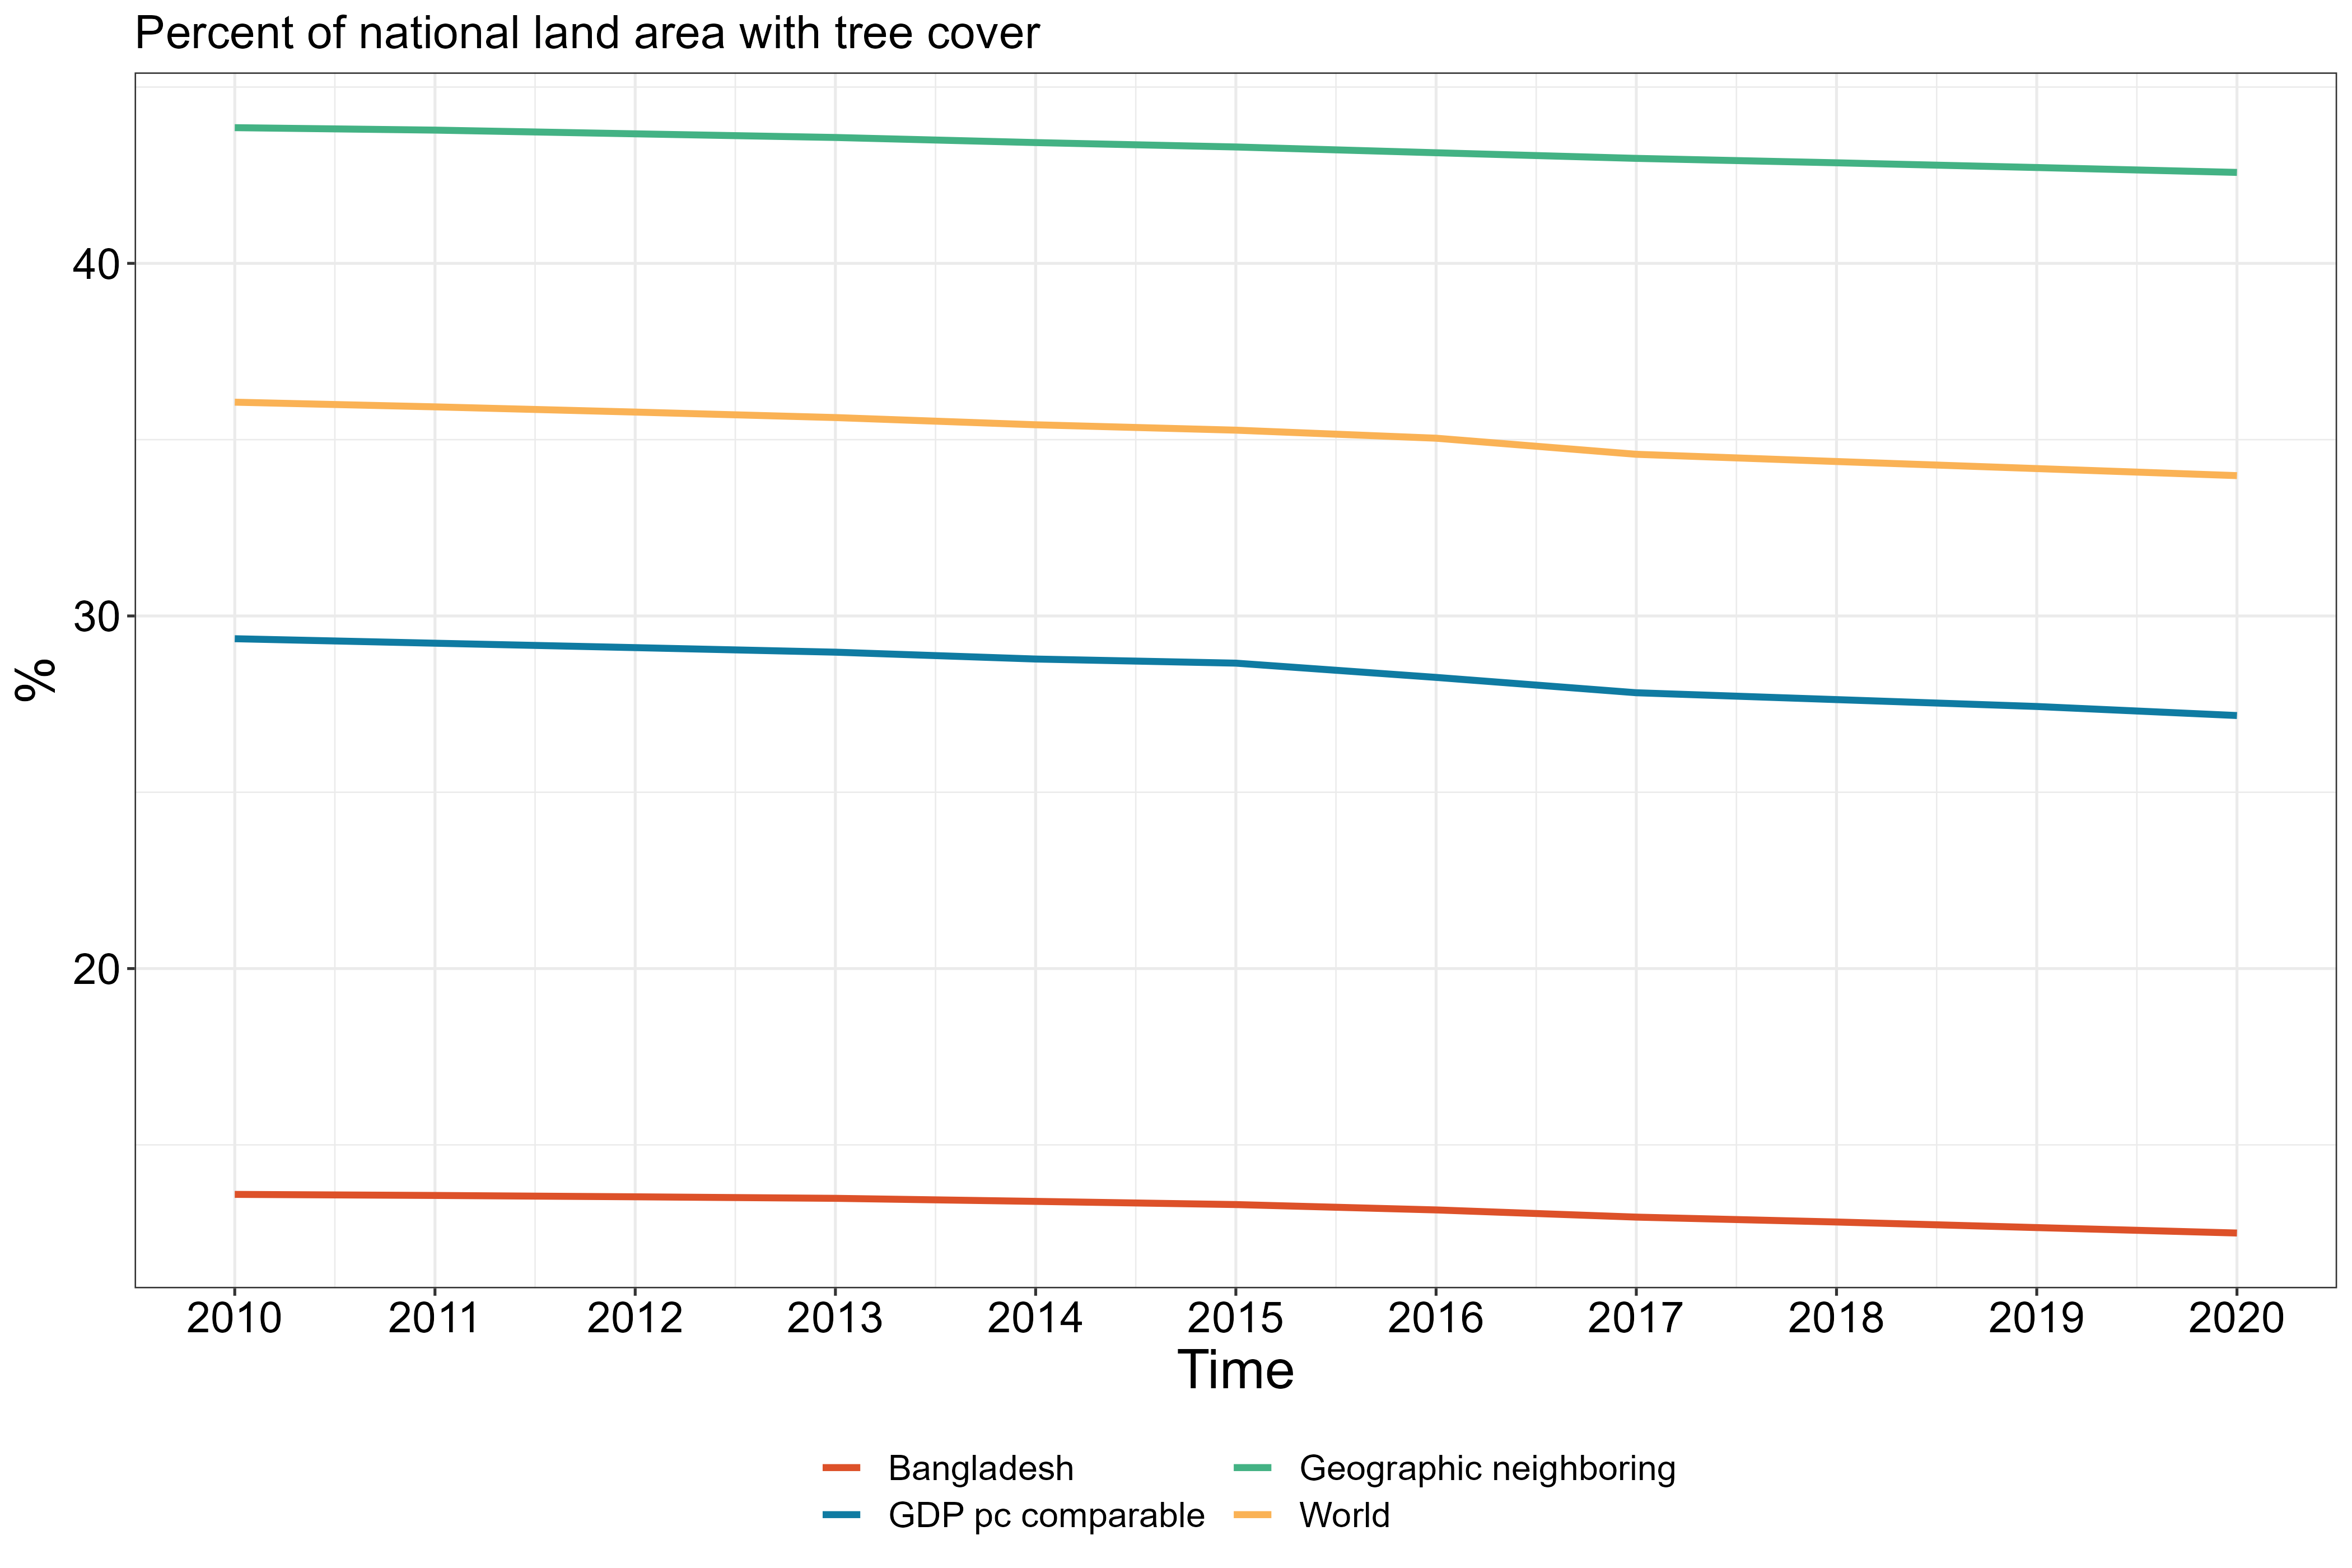 Percent of national land area with tree cover
40
30
20
%
2010 2011 2012 2013 2014 2015 2016 2017 2018 2019 2020
Time
Bangladesh Geographic neighboring
GDP pc comparable World